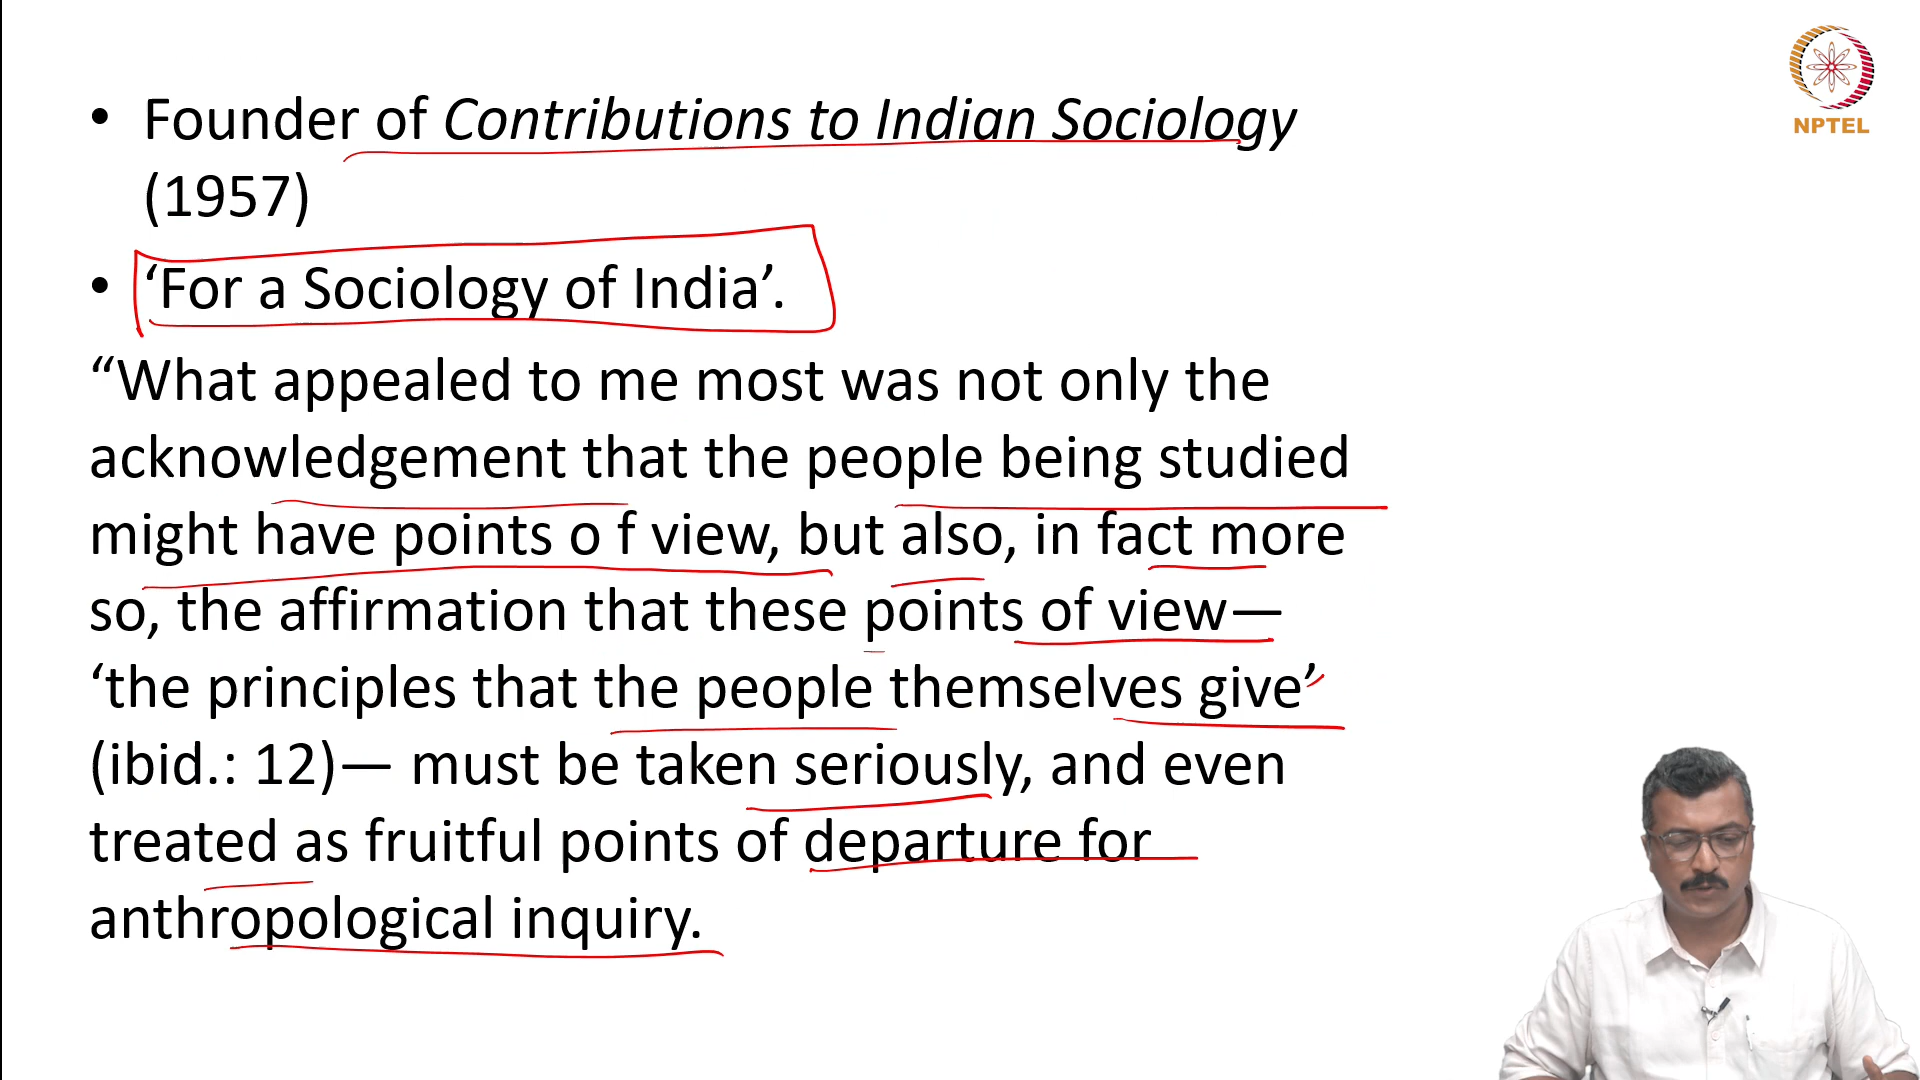 • Founder of Contributions to Indian Sociology
(1957)
• ‘For a Sociology of India’.
“What appealed to me most was not only the
acknowledgement that the people being studied
might have points o f view, but also, in fact more
so, the affirmation that these points of view—
‘the principles that the people themselves give’
(ibid.: 12)— must be taken seriously, and even
treated as fruitful points of departure for
anthropological inquiry.
NPTEL